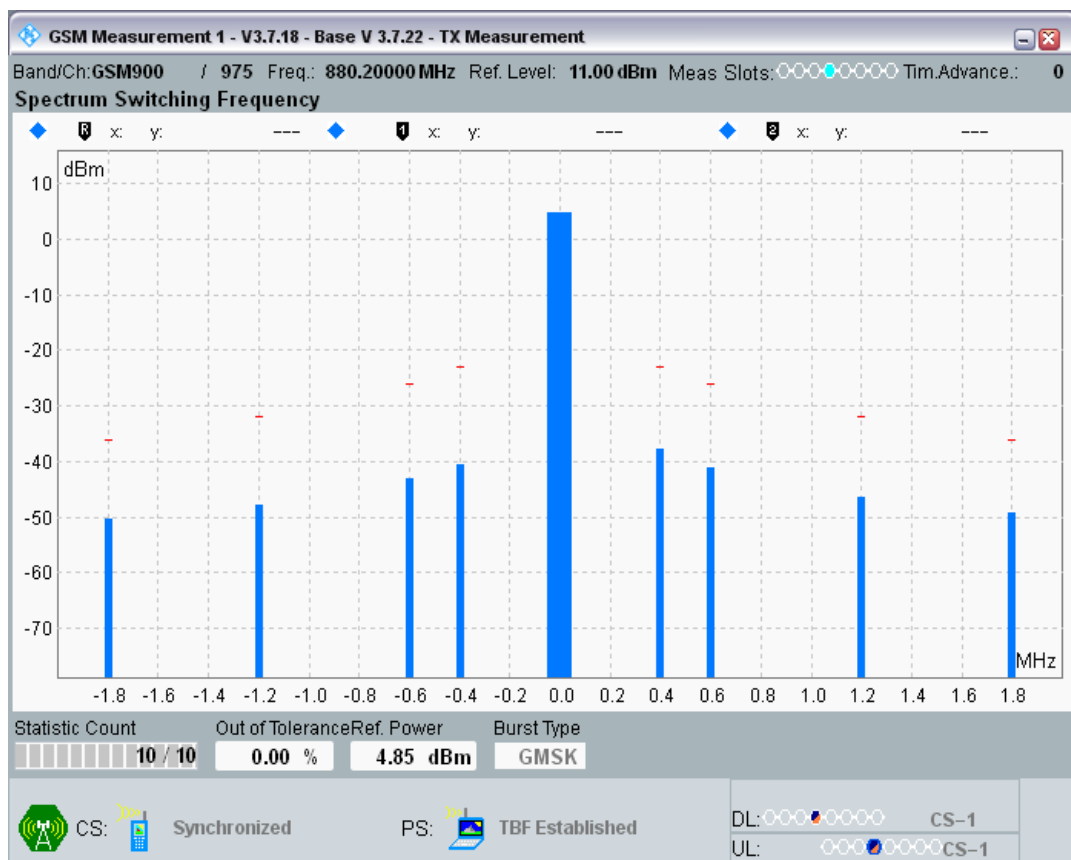 GSM Measurement 1 - V3.7.18 - Base V 3.7.22 - TX Measurement
Band/Ch:GSM900 / 975 Freq.: 880.20000 MHz Ref. Level: 11.00 dBm Meas Slots: Tim.Advance.: 0
Spectrum Switching Frequency
R x: y: --- 1 x: y: --- 2 x: y: ---
dBm
10
0
-10
-20
-30
-40
-50
-60
-70
MHz
-1.8 -1.6 -1.4 -1.2 -1.0 -0.8 -0.6 -0.4 -0.2 0.0 0.2 0.4 0.6 0.8 1.0 1.2 1.4 1.6 1.8
Statistic Count Out of Tolerance Ref. Power Burst Type
10 / 10 0.00 % 4.85 dBm GMSK
CS: Synchronized PS: TBF Established DL: CS-1
UL: CS-1